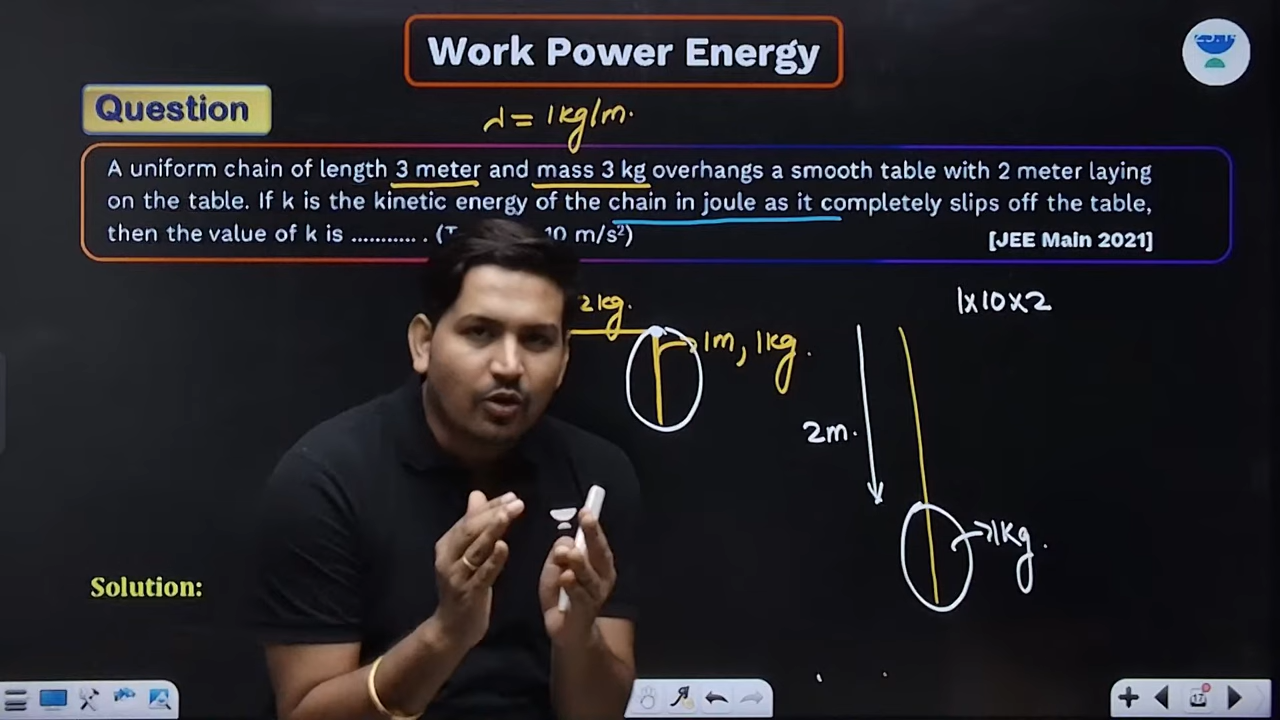 Work Power Energy
Question
λ = 1kg/m.
A uniform chain of length 3 meter and mass 3 kg overhangs a smooth table with 2 meter laying
on the table. If k is the kinetic energy of the chain in joule as it completely slips off the table,
then the value of k is ........... . (T 10 m/s²)
[JEE Main 2021]
2kg.
1m, 1kg.
1x10x2
2m.
1kg.
Solution:
17